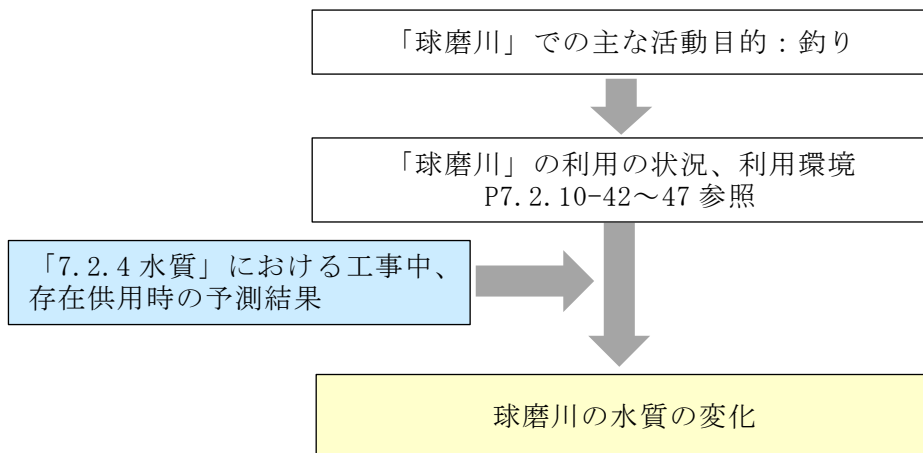 「球磨川」での主な活動目的：釣り
「球磨川」の利用の状況、利用環境
P7.2.10-42～47 参照
「7.2.4 水質」における工事中、
存在供用時の予測結果
球磨川の水質の変化